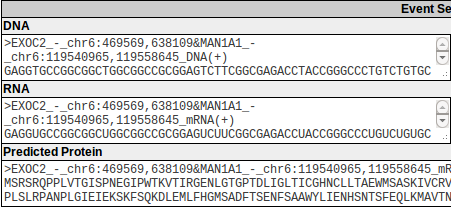 Event Se
DNA
>EXOC2_-_chr6:469569,638109&MAN1A1_-
_chr6:119540965,119558645_DNA(+)
GAGGTGCCGGCGGCTGGCGGCCGCGGAGTCTTCGGCGAGACCTACCGGGCCCTGTCTGTGC
RNA
>EXOC2_-_chr6:469569,638109&MAN1A1_-
_chr6:119540965,119558645_mRNA(+)
GAGGUGCCGGCGGCUGGCGGCCGCGGAGUCUUCGGCGAGACCUACCGGGCCCUGUCUGUGC
Predicted Protein
>EXOC2_-_chr6:469569,638109&MAN1A1_-_chr6:119540965,119558645_mR
MSRSRQPPLVTGISPNEGIPWTKVTIRGENLGTGPTDLIGLTICGHNCLLTAEWMSASKIVCRV
PLSLRPANPLGIEIEKSKFSQKDLEMLFHGMSADFTSENFSAAWYLIENHSNTSFEQLKMAVTN